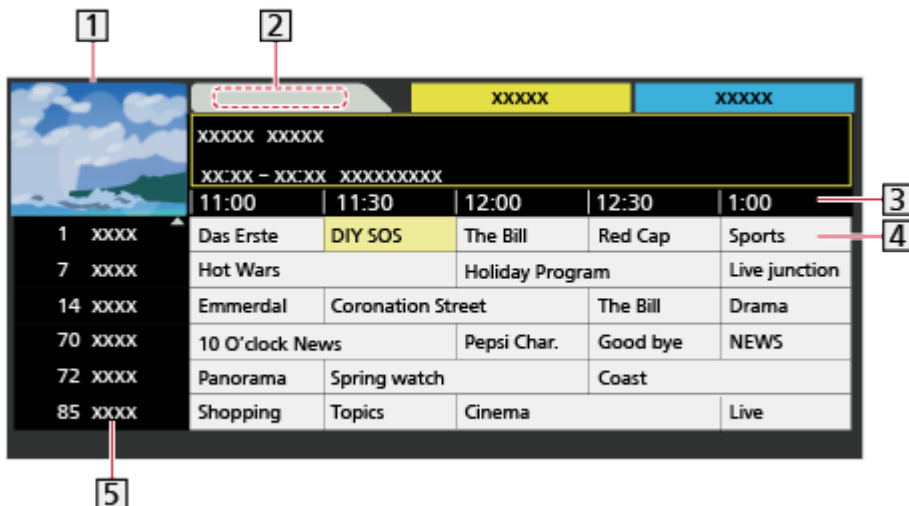 1 2
XXXXX XXXXX
XXXXX XXXXX
XX:XX – XX:XX XXXXXXXXX
11:00 11:30 12:00 12:30 1:00 3
1 XXXX Das Erste DIY SOS The Bill Red Cap Sports 4
7 XXXX Hot Wars Holiday Program Live junction
14 XXXX Emmerdal Coronation Street The Bill Drama
70 XXXX 10 O'clock News Pepsi Char. Good bye NEWS
72 XXXX Panorama Spring watch Coast
85 XXXX Shopping Topics Cinema Live
5